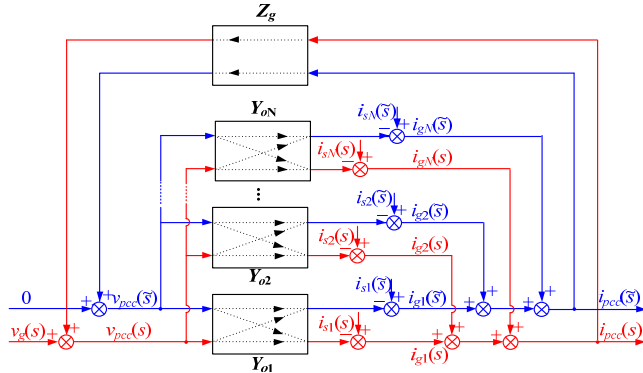 Z_g
Y_oN
i_sN(s̃)
+
−
i_gN(s̃)
i_sN(s)
+
−
i_gN(s)
...
i_s2(s̃)
+
−
i_g2(s̃)
i_s2(s)
+
−
i_g2(s)
Y_o2
0
+
+
v_pcc(s̃)
i_s1(s̃)
+
−
i_g1(s̃)
+
+
+
+
i_pcc(s̃)
v_g(s)
+
+
v_pcc(s)
i_s1(s)
+
−
i_g1(s)
+
+
+
+
i_pcc(s)
Y_o1